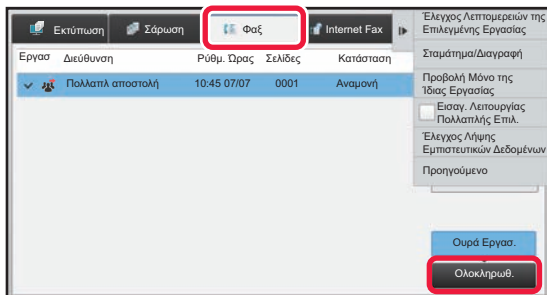 Εκτύπωση Σάρωση Φαξ Internet Fax
Εργασ Διεύθυνση Ρύθμ. Ώρας Σελίδες Κατάσταση
Πολλαπλ αποστολή 10:45 07/07 0001 Αναμονή
Έλεγχος Λεπτομερειών της
Επιλεγμένης Εργασίας
Σταμάτημα/Διαγραφή
Προβολή Μόνο της
Ίδιας Εργασίας
Εισαγ. Λειτουργίας
Πολλαπλής Επιλ.
Έλεγχος Λήψης
Εμπιστευτικών Δεδομένων
Προηγούμενο
Ουρά Εργασ.
Ολοκληρωθ.